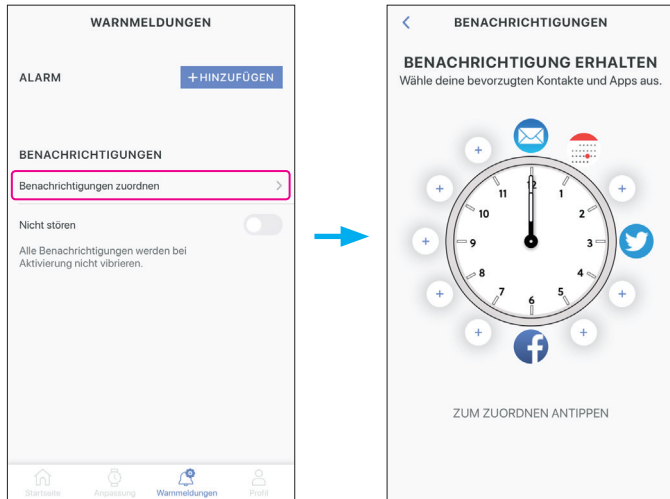 WARNMELDUNGEN
ALARM
+HINZUFÜGEN
BENACHRICHTIGUNGEN
Benachrichtigungen zuordnen
Nicht stören
Alle Benachrichtigungen werden bei
Aktivierung nicht vibrieren.
Startseite
Anpassung
Warnmeldungen
Profil
BENACHRICHTIGUNGEN
BENACHRICHTIGUNG ERHALTEN
Wähle deine bevorzugten Kontakte und Apps aus.
12
1
2
3
4
5
6
7
8
9
10
11
ZUM ZUORDNEN ANTIPPEN